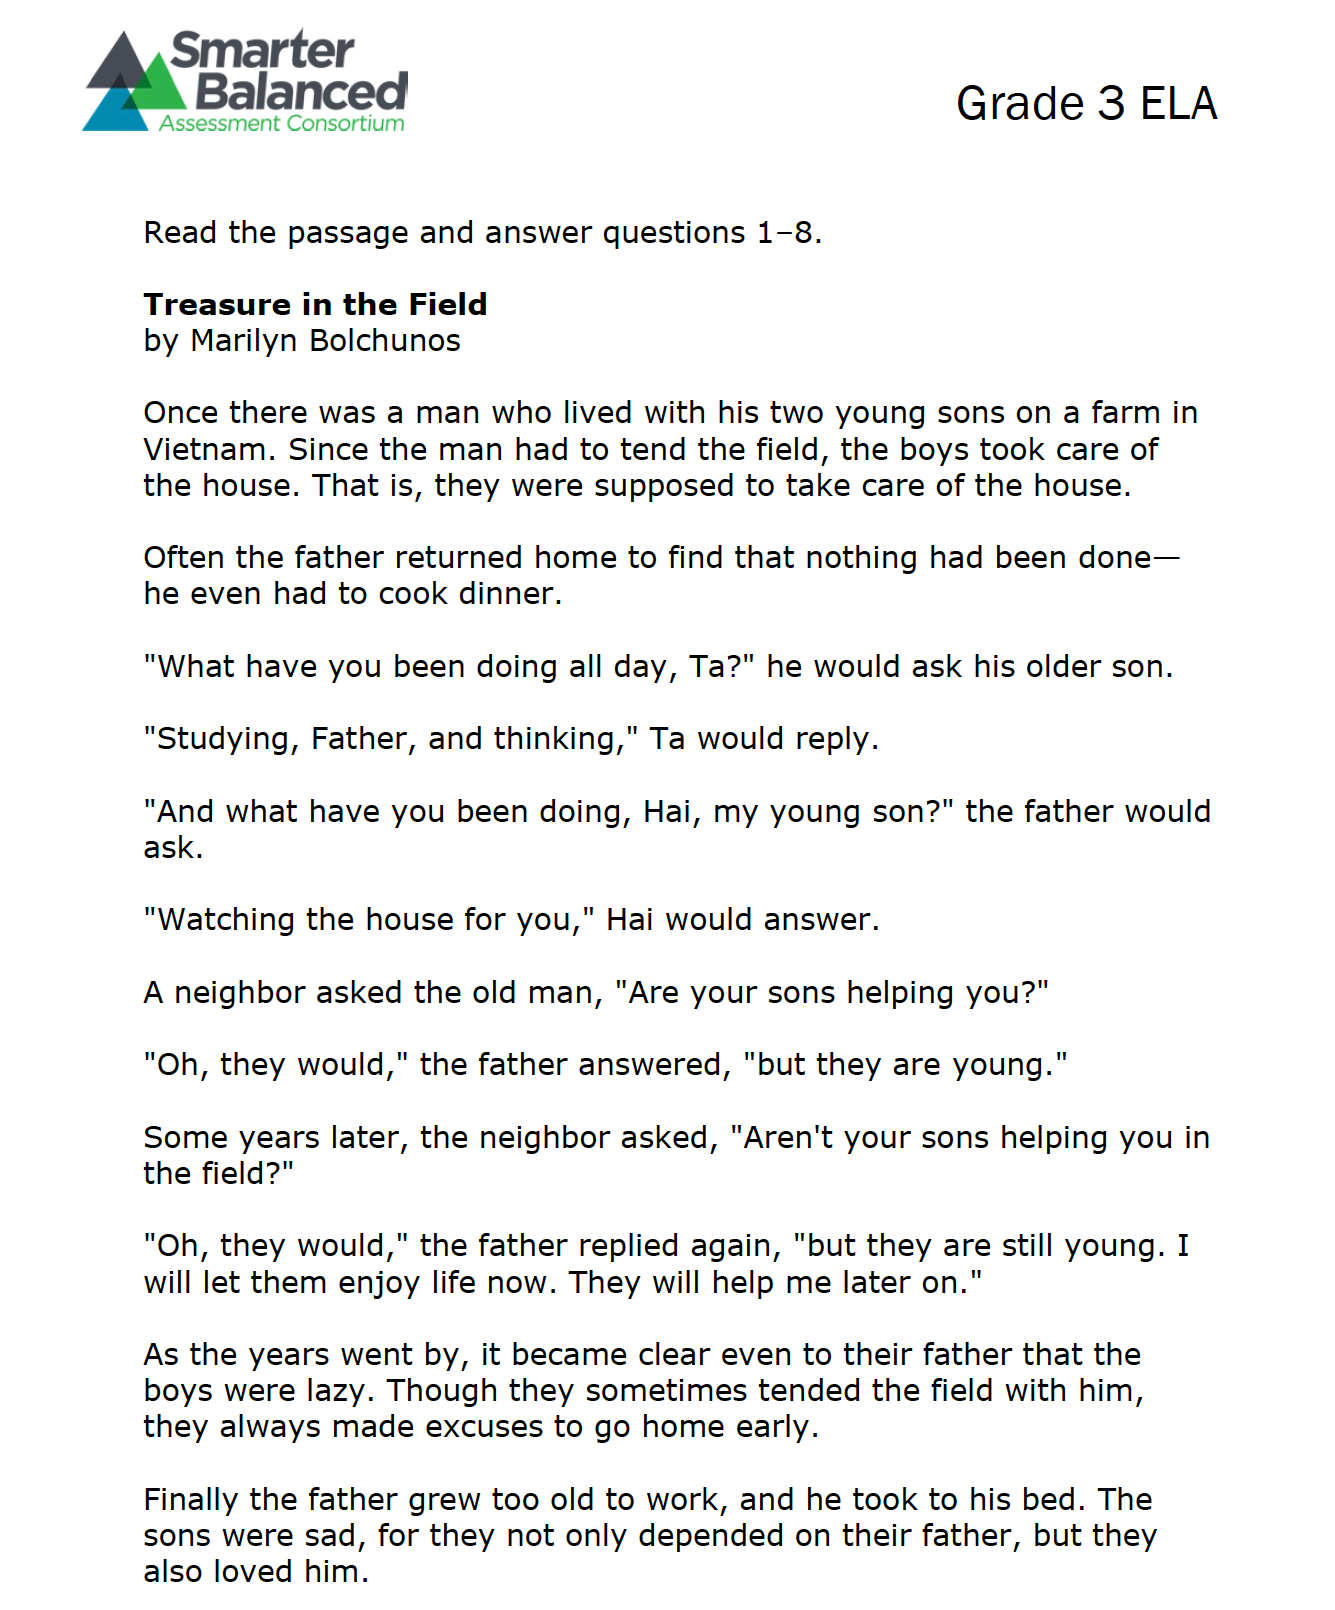 Smarter
Balanced
Assessment Consortium
Grade 3 ELA
Read the passage and answer questions 1–8.
Treasure in the Field
by Marilyn Bolchunos
Once there was a man who lived with his two young sons on a farm in
Vietnam. Since the man had to tend the field, the boys took care of
the house. That is, they were supposed to take care of the house.
Often the father returned home to find that nothing had been done—
he even had to cook dinner.
"What have you been doing all day, Ta?" he would ask his older son.
"Studying, Father, and thinking," Ta would reply.
"And what have you been doing, Hai, my young son?" the father would
ask.
"Watching the house for you," Hai would answer.
A neighbor asked the old man, "Are your sons helping you?"
"Oh, they would," the father answered, "but they are young."
Some years later, the neighbor asked, "Aren't your sons helping you in
the field?"
"Oh, they would," the father replied again, "but they are still young. I
will let them enjoy life now. They will help me later on."
As the years went by, it became clear even to their father that the
boys were lazy. Though they sometimes tended the field with him,
they always made excuses to go home early.
Finally the father grew too old to work, and he took to his bed. The
sons were sad, for they not only depended on their father, but they
also loved him.